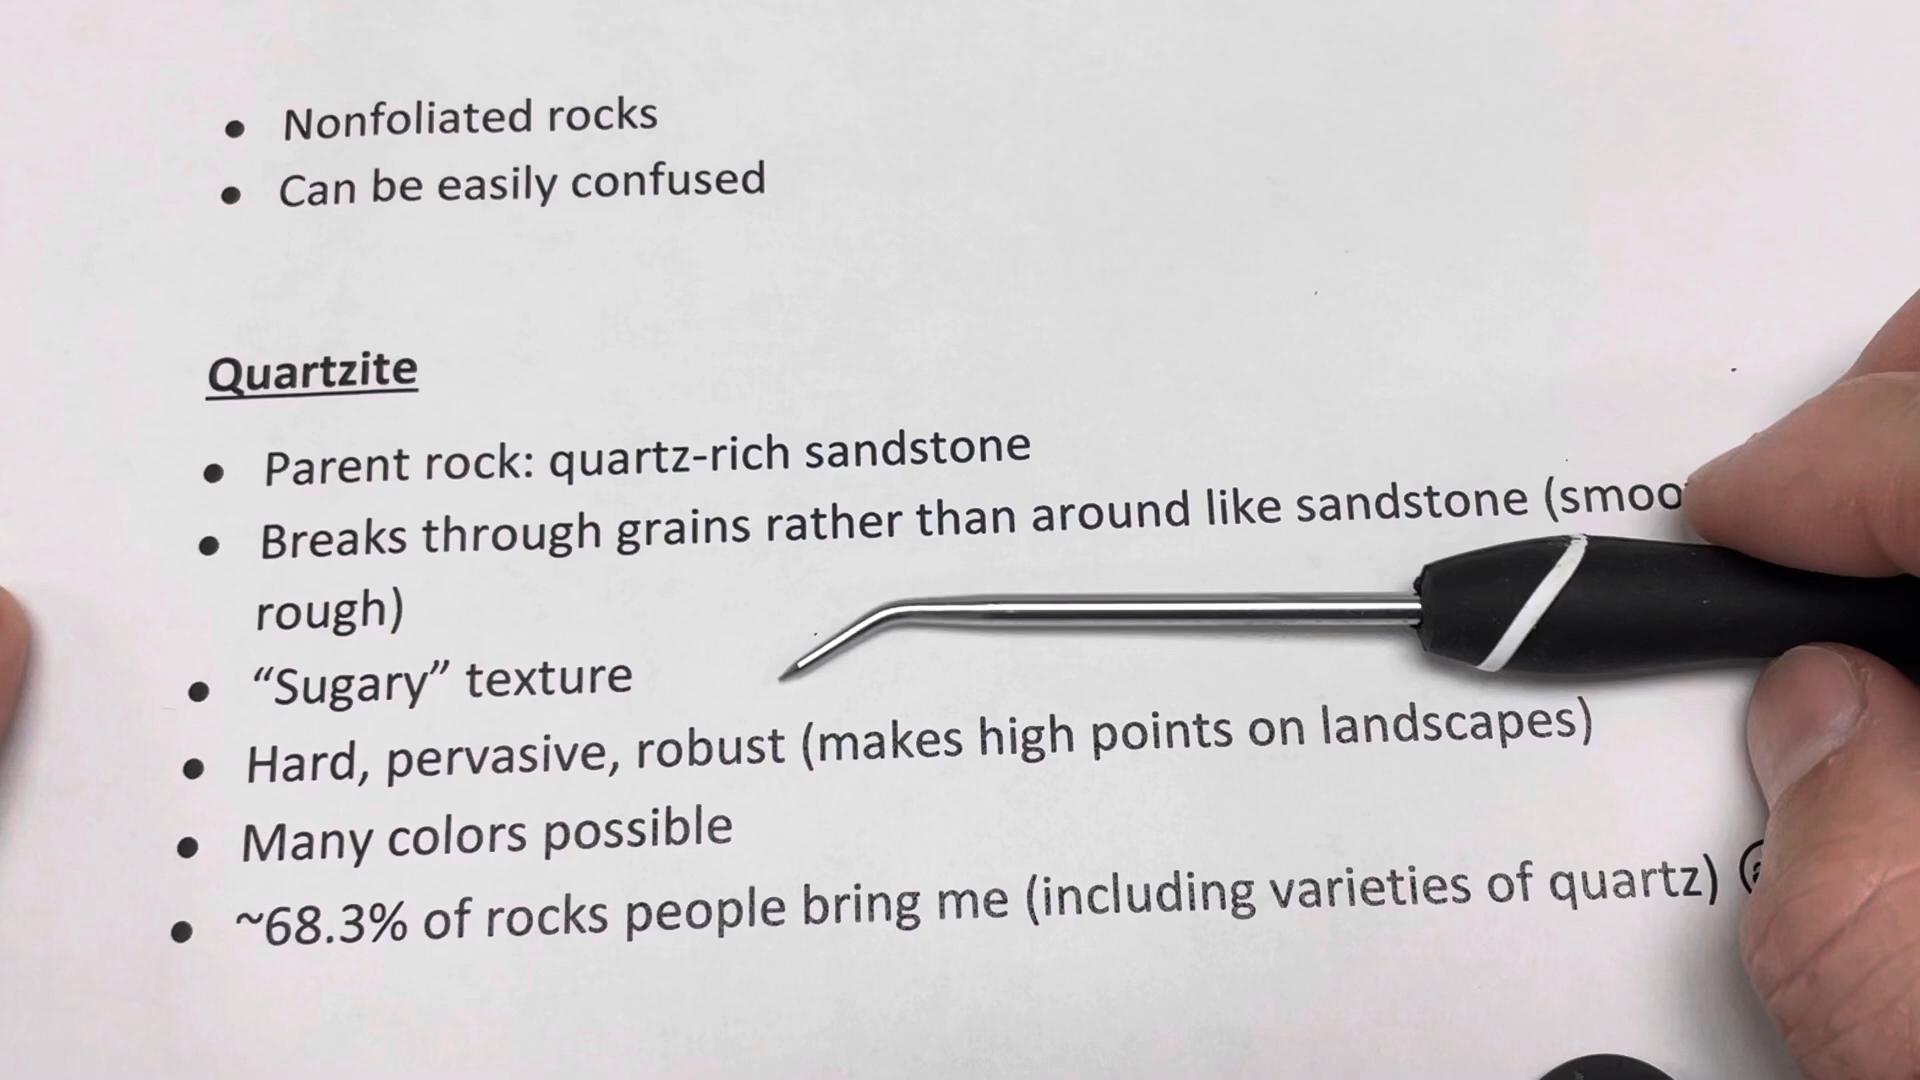 • Nonfoliated rocks
• Can be easily confused
Quartzite
• Parent rock: quartz-rich sandstone
• Breaks through grains rather than around like sandstone
rough)
• “Sugary” texture
• Hard, pervasive, robust (makes high points on landscapes)
• Many colors possible
• ~68.3% of rocks people bring me (including varieties of quartz)